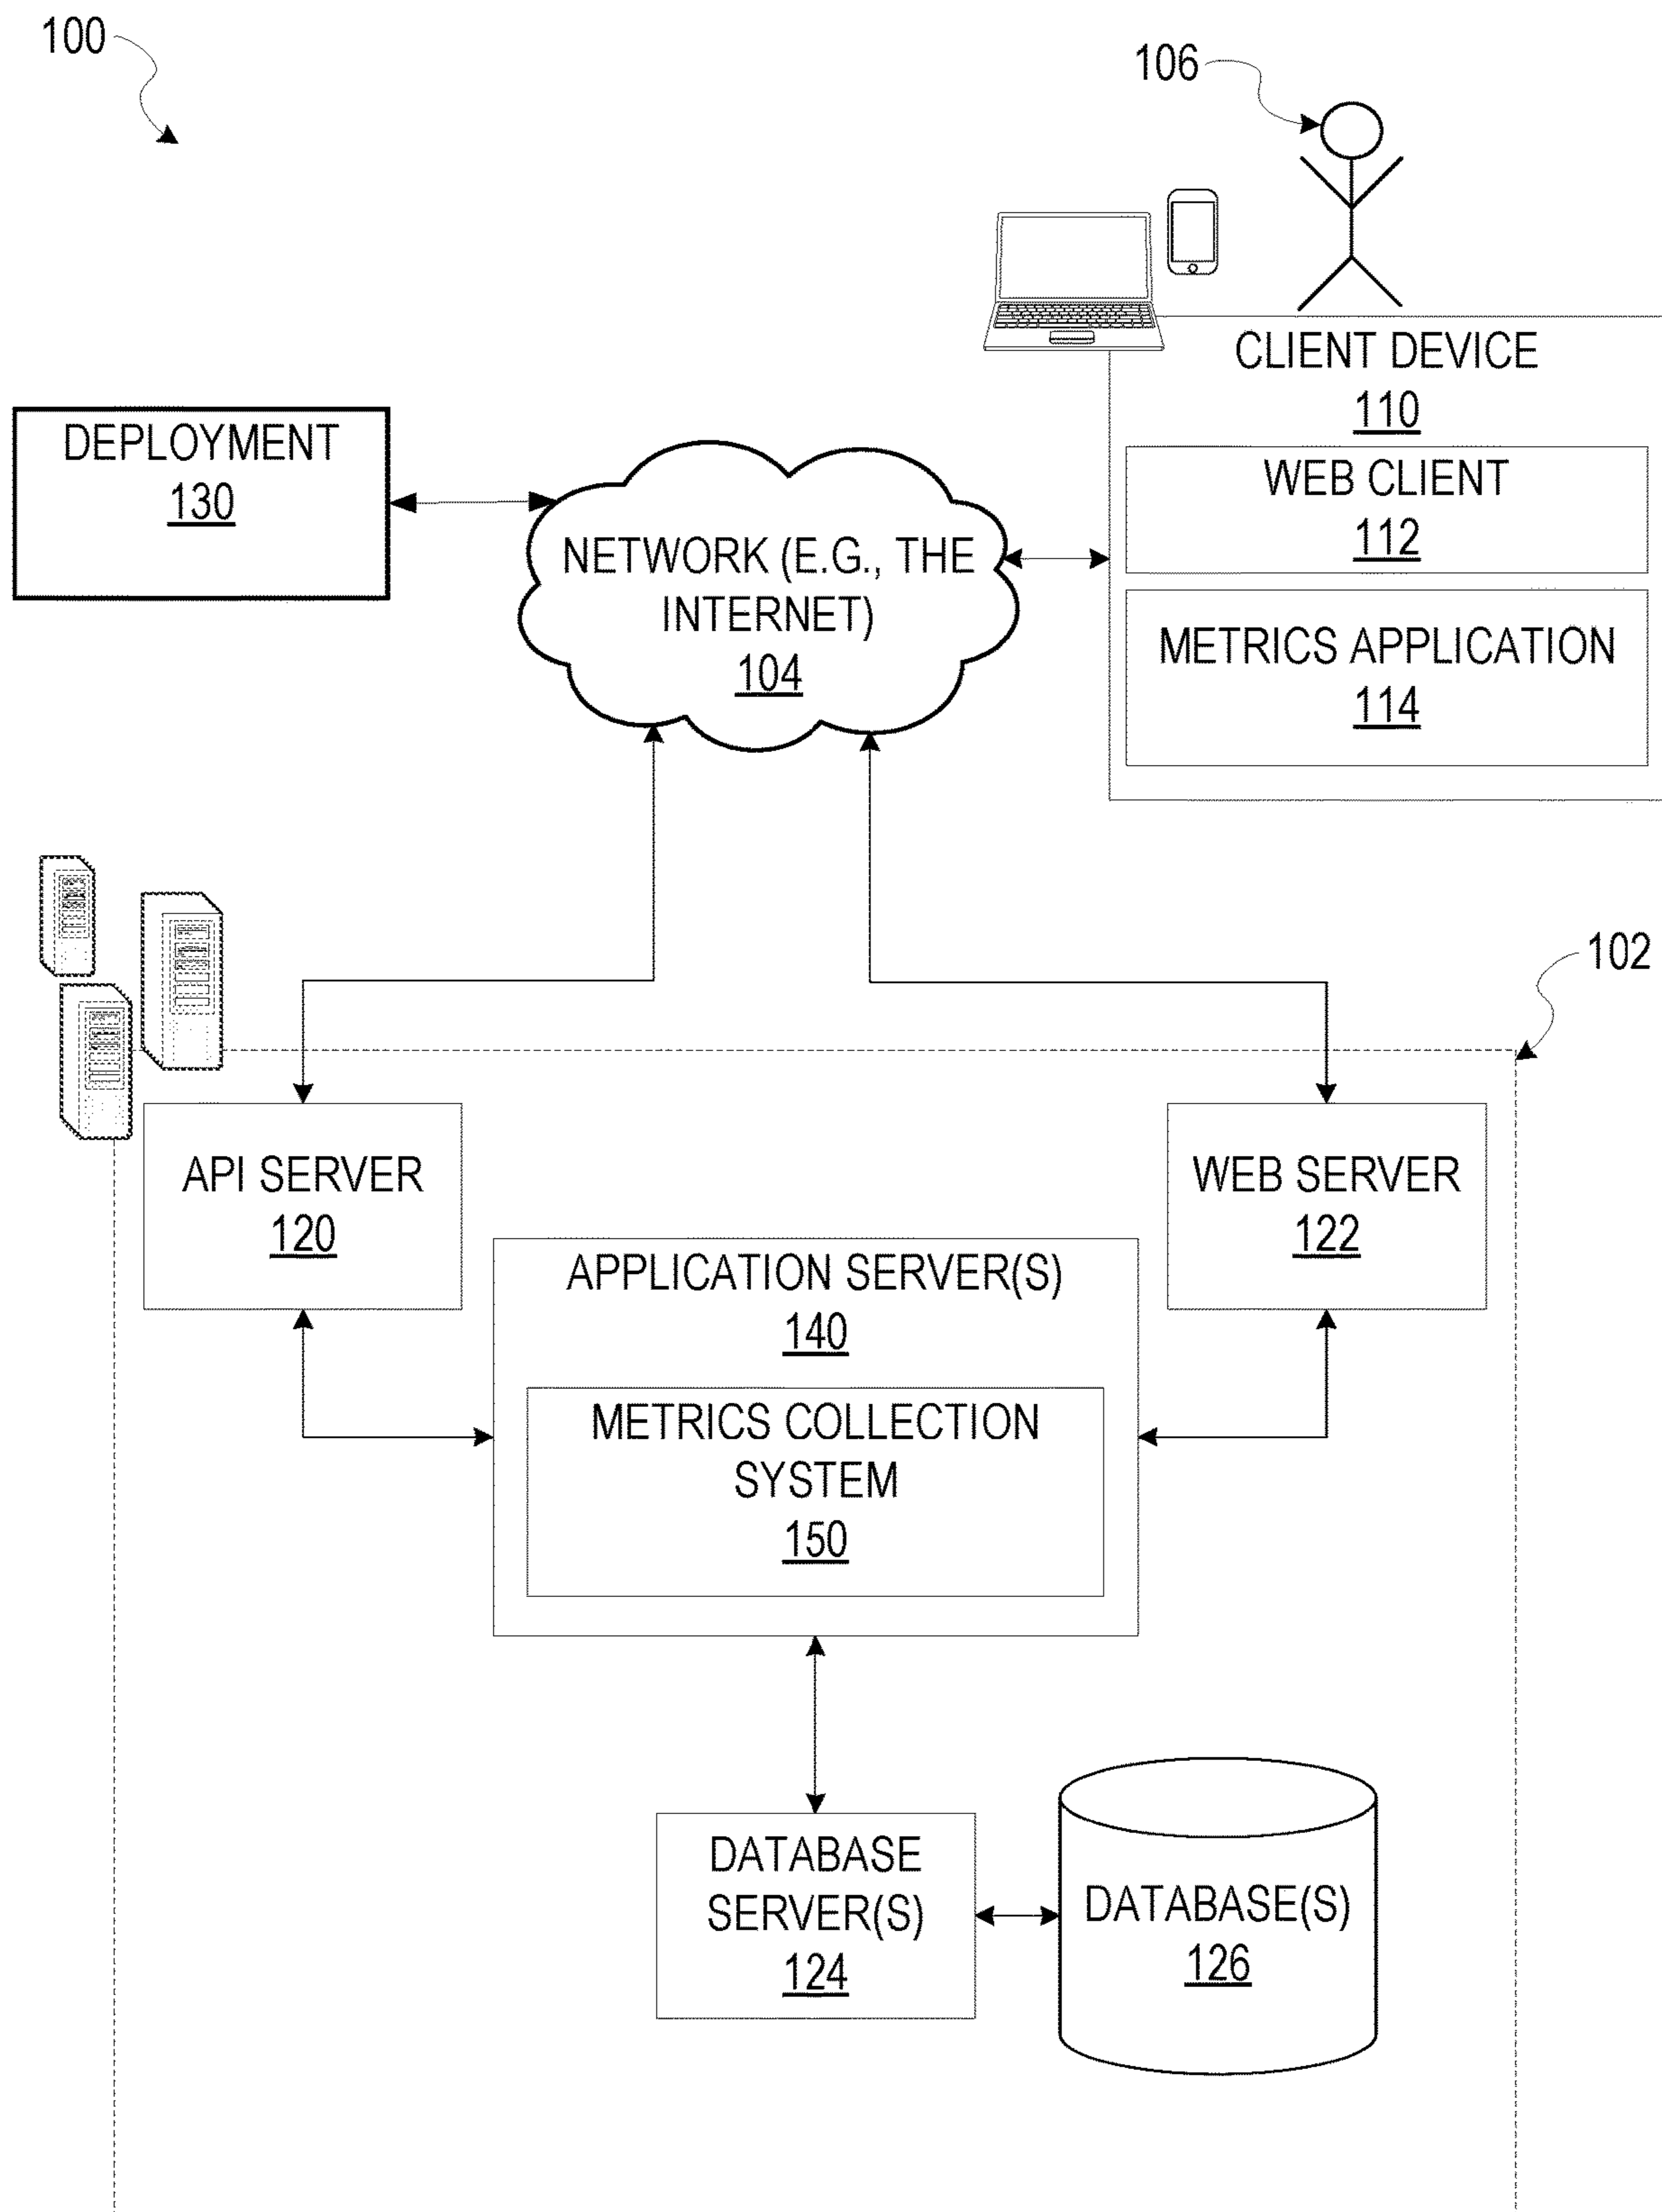 100
106
CLIENT DEVICE
110
WEB CLIENT
112
METRICS APPLICATION
114
DEPLOYMENT
130
NETWORK (E.G., THE
INTERNET)
104
102
API SERVER
120
WEB SERVER
122
APPLICATION SERVER(S)
140
METRICS COLLECTION
SYSTEM
150
DATABASE
SERVER(S)
124
DATABASE(S)
126